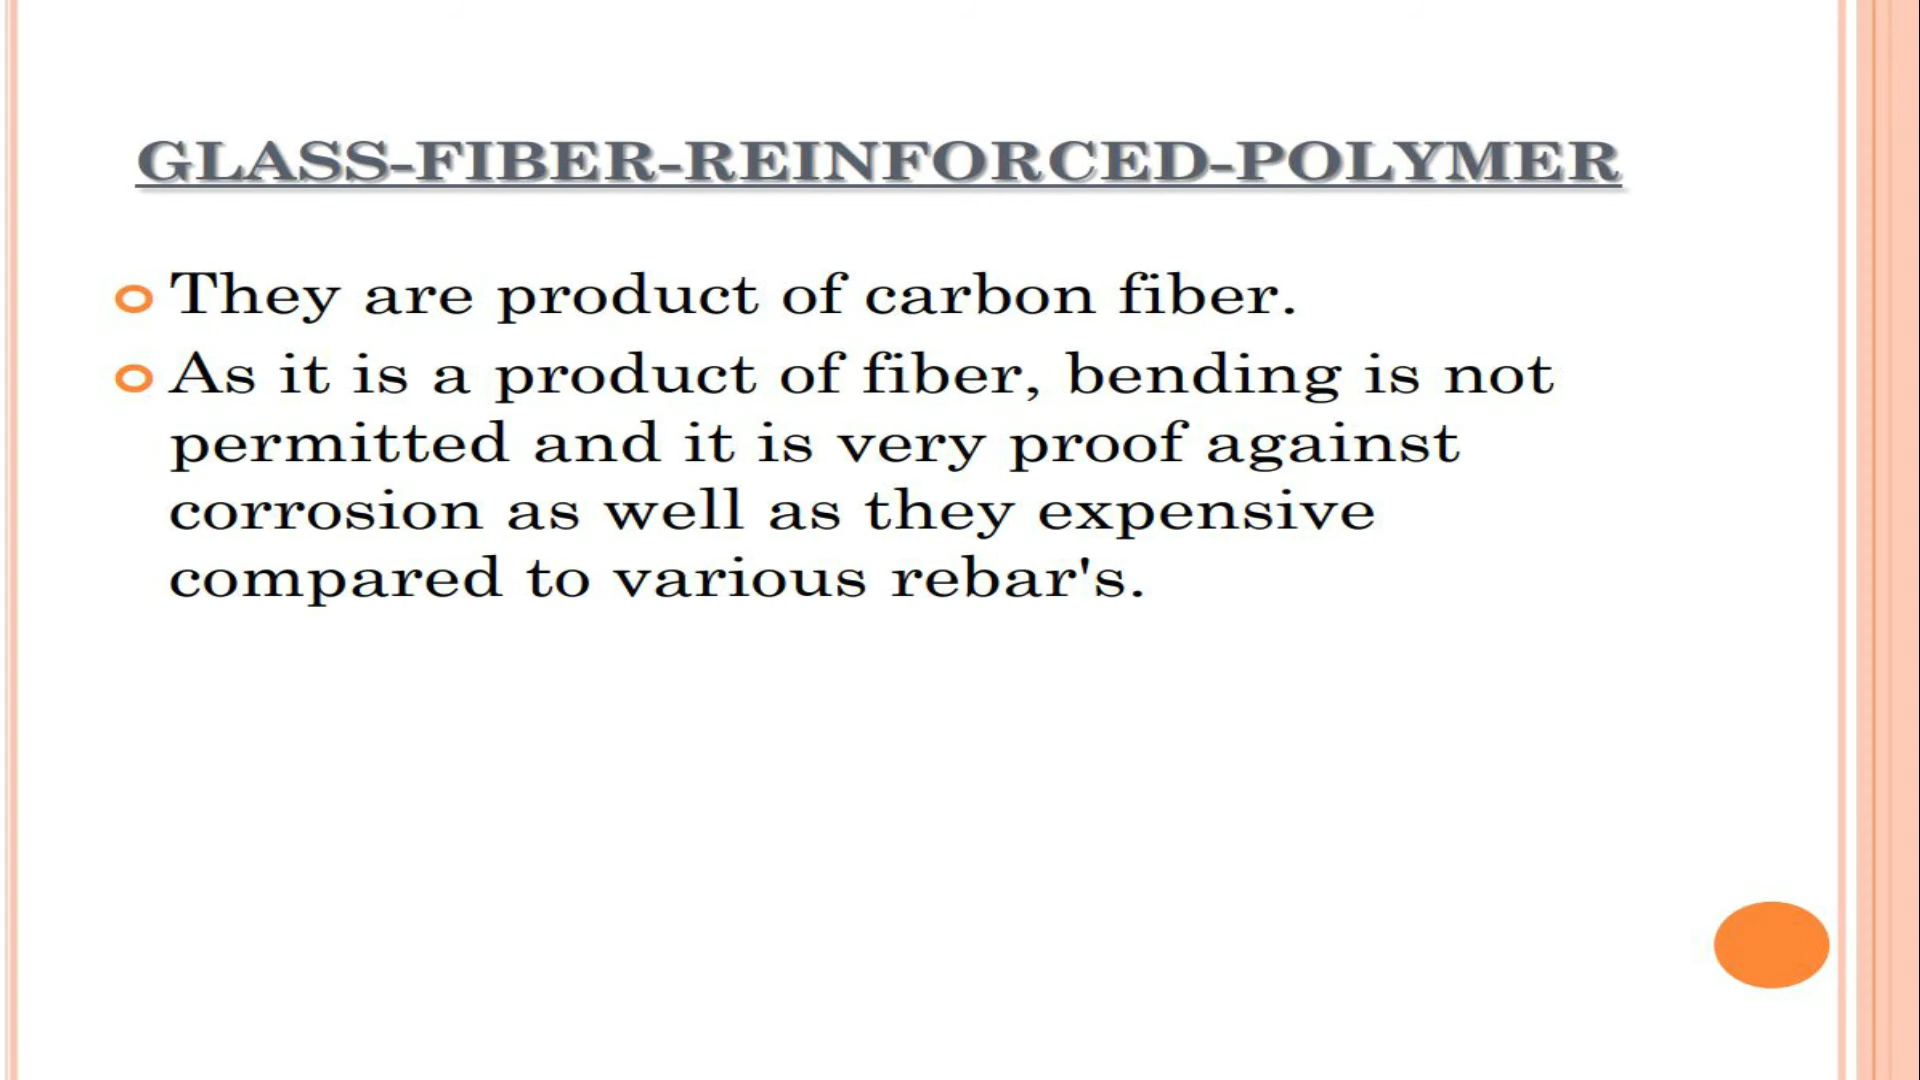 GLASS-FIBER-REINFORCED-POLYMER
They are product of carbon fiber.
As it is a product of fiber, bending is not
permitted and it is very proof against
corrosion as well as they expensive
compared to various rebar's.